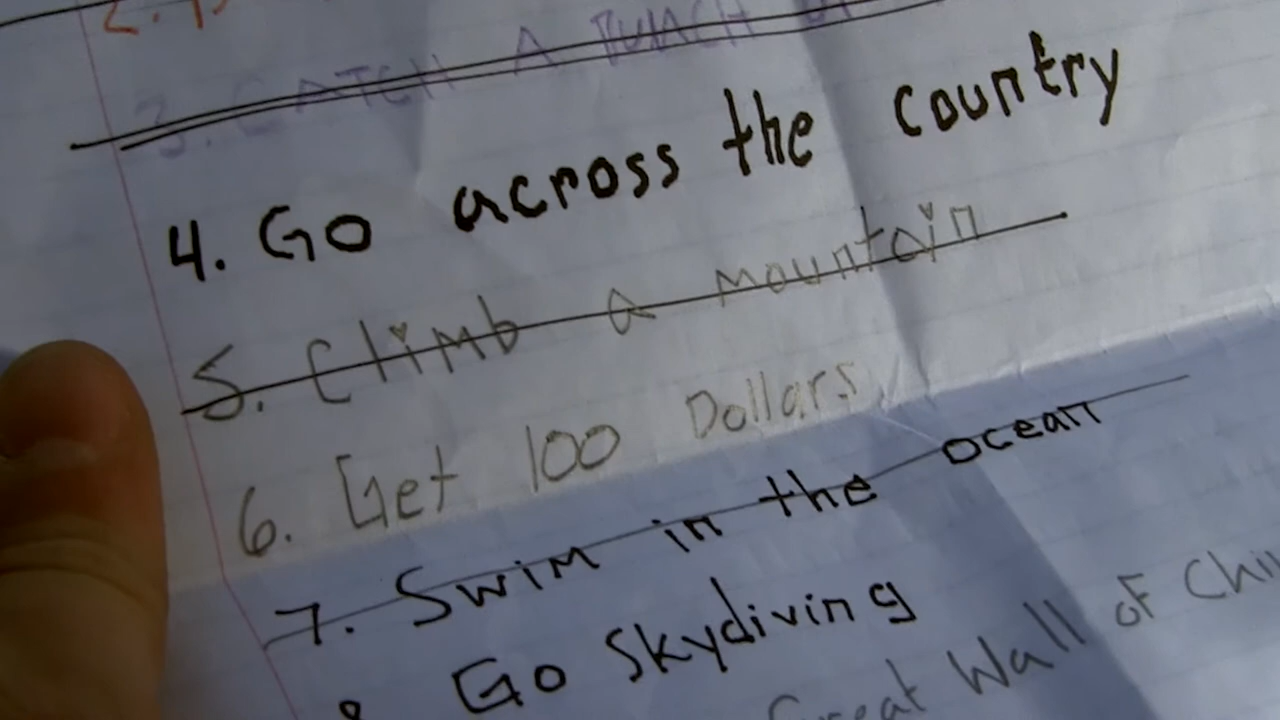 2.
3. CATCH A PUNCH
4. Go across the country
5. Climb a mountain
6. Get 100 Dollars
7. Swim in the ocean
Go Skydiving
Great Wall of Chi